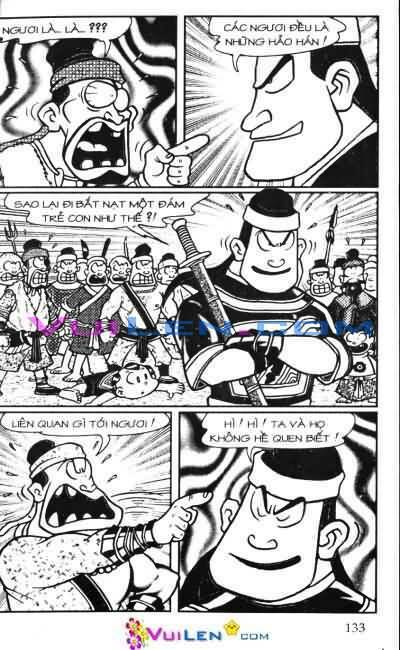 NGƯƠI LÀ... LÀ... ???
CÁC NGƯƠI ĐỀU LÀ
NHỮNG HẢO HÁN !
SAO LẠI ĐI BẮT NẠT MỘT ĐÁM
TRẺ CON NHƯ THẾ ?!
VUILEN.COM
LIÊN QUAN GÌ TỚI NGƯƠI !
HÌ ! HÌ ! TA VÀ HỌ
KHÔNG HỀ QUEN BIẾT !
133
VUILEN.COM